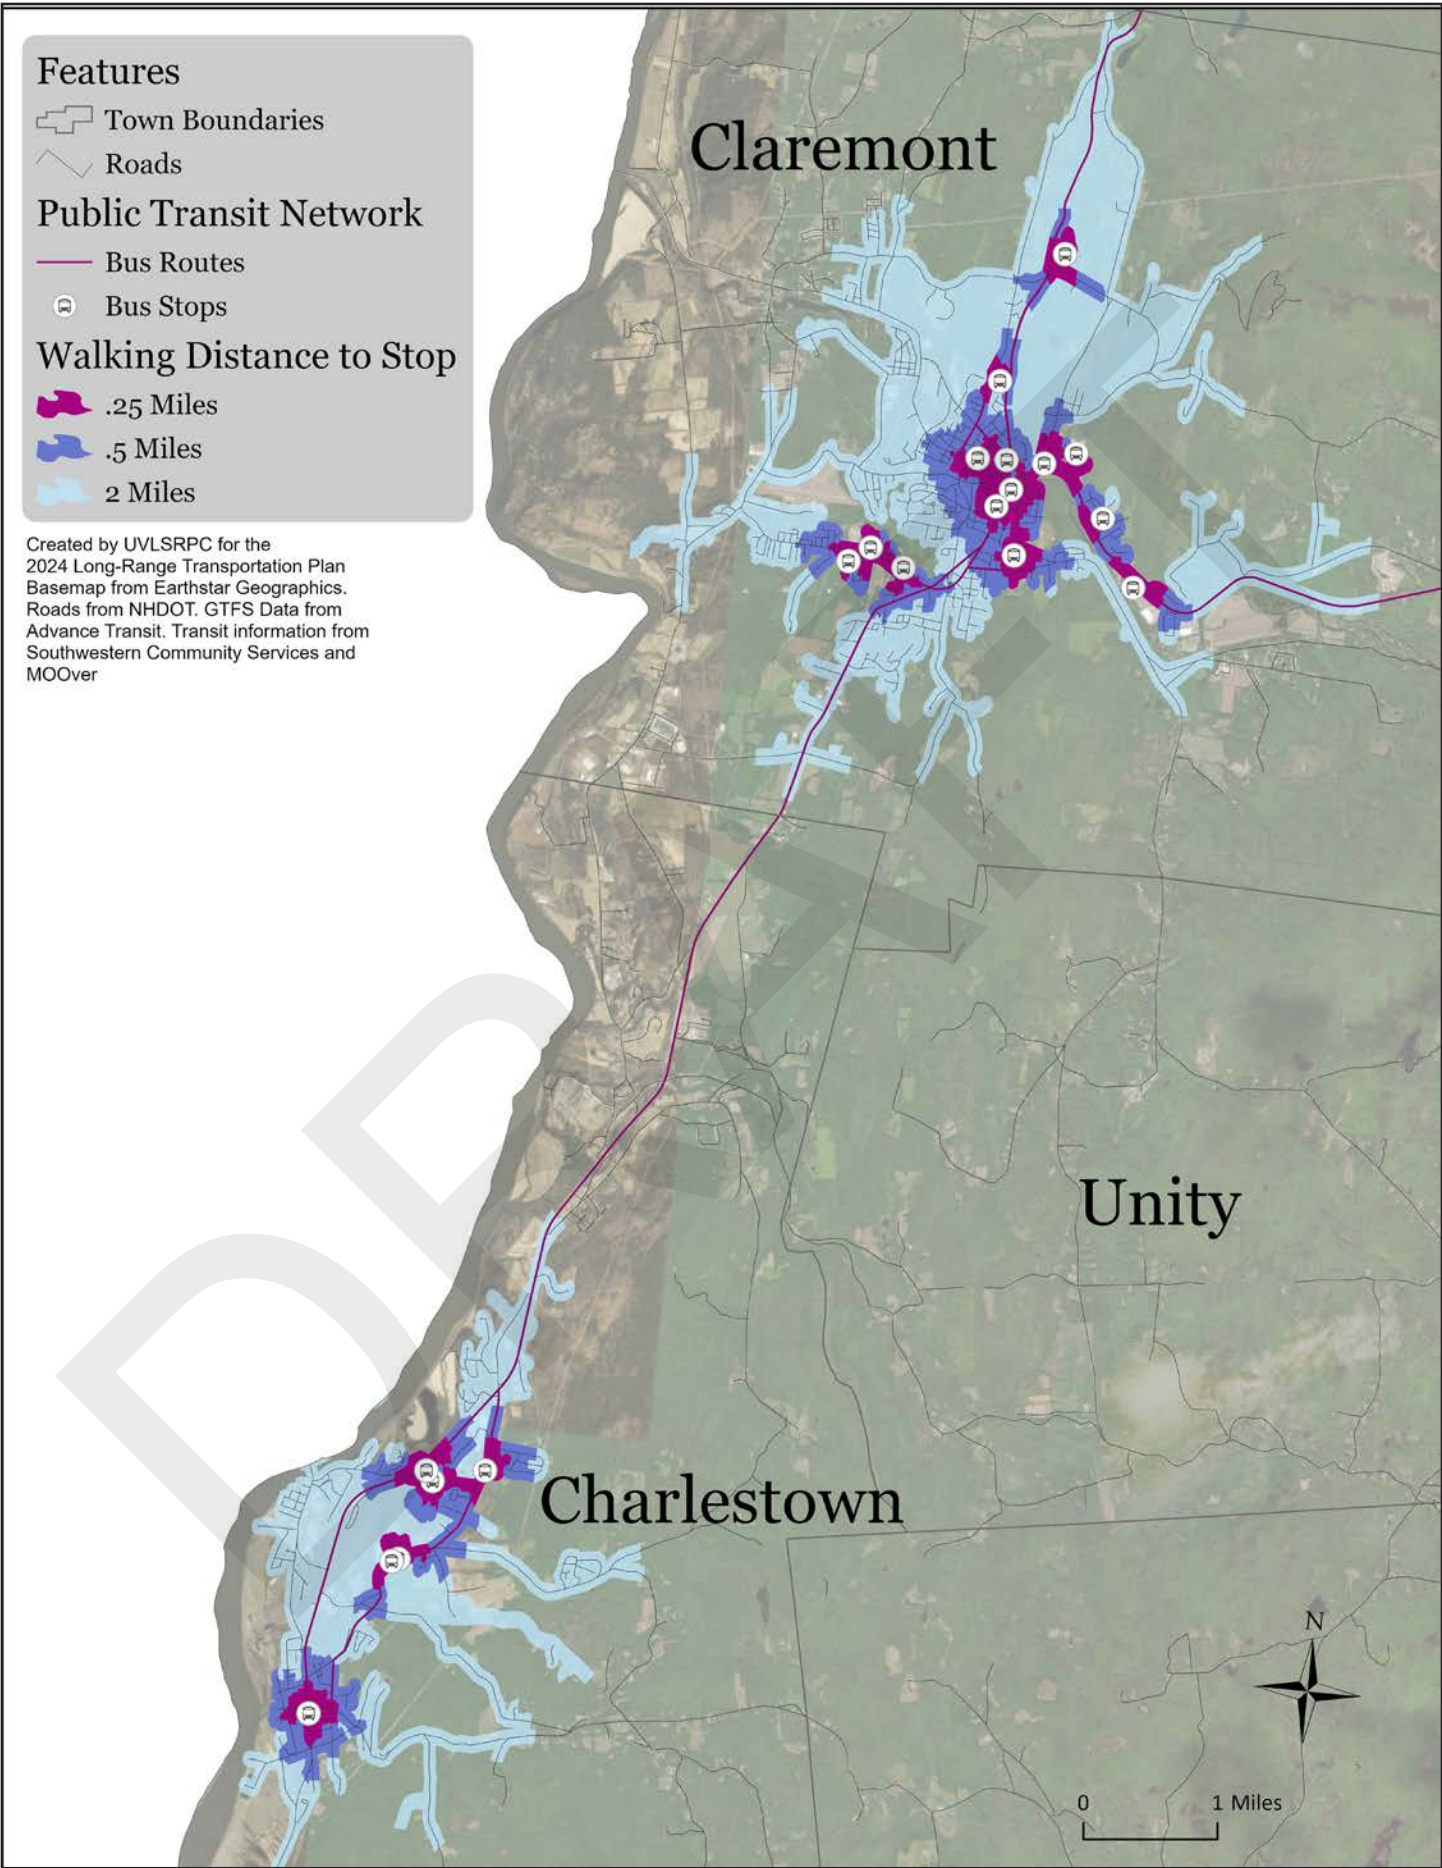 Features
Town Boundaries
Roads
Public Transit Network
Bus Routes
Bus Stops
Walking Distance to Stop
.25 Miles
.5 Miles
2 Miles
Created by UVLSRPC for the
2024 Long-Range Transportation Plan
Basemap from Earthstar Geographics.
Roads from NHDOT. GTFS Data from
Advance Transit. Transit information from
Southwestern Community Services and
MOOver
Claremont
Unity
Charlestown
DRAFT
N
0 1 Miles